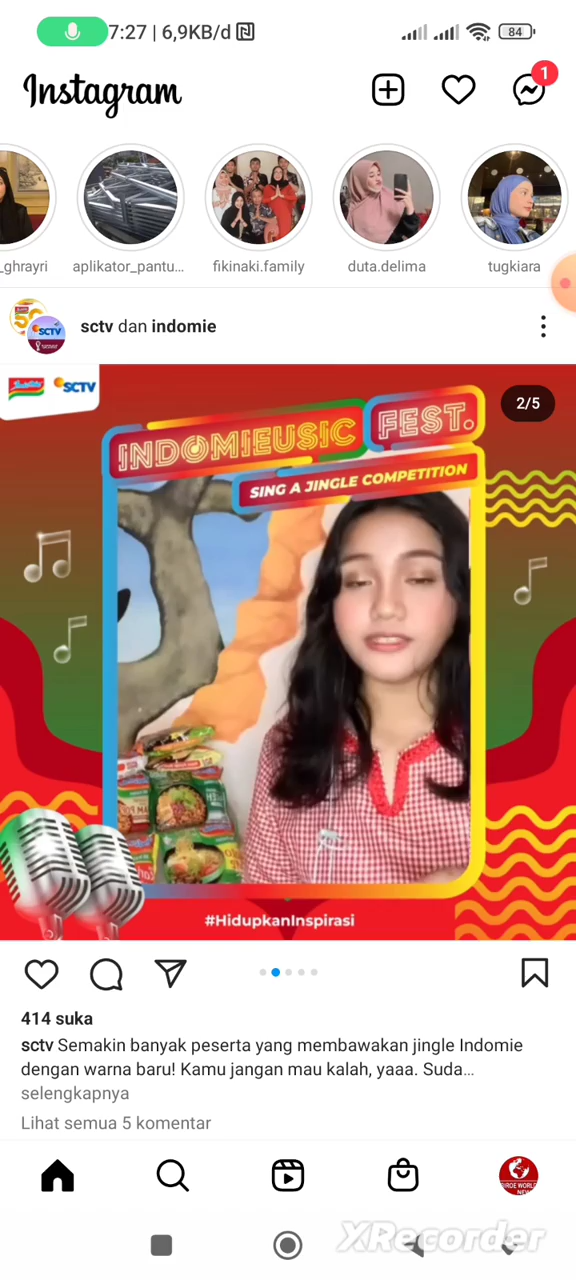 7:27 | 6,9KB/d
84
Instagram
1
_ghrayri
aplikator_pantu...
fikinaki.family
duta.delima
tugkiara
sctv dan indomie
Indomie SCTV
2/5
INDOMIEUSIC FEST.
SING A JINGLE COMPETITION
#HidupkanInspirasi
414 suka
sctv Semakin banyak peserta yang membawakan jingle Indomie
dengan warna baru! Kamu jangan mau kalah, yaaa. Suda...
selengkapnya
Lihat semua 5 komentar
XRecorder